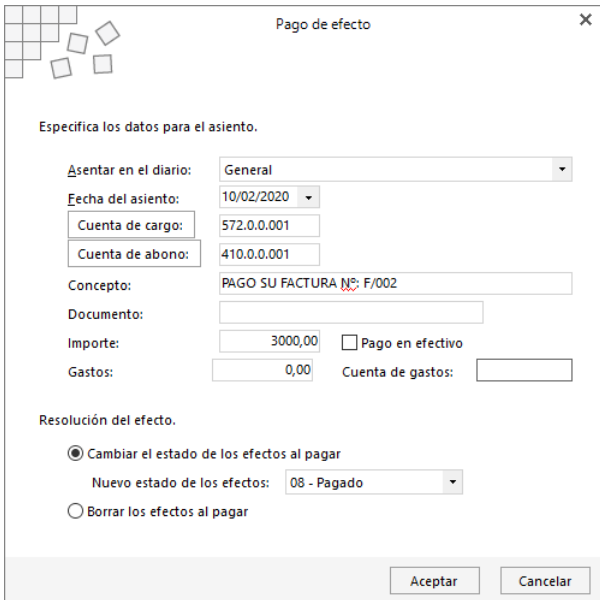 Pago de efecto
Especifica los datos para el asiento.
Asentar en el diario: General
Fecha del asiento: 10/02/2020
Cuenta de cargo: 572.0.0.001
Cuenta de abono: 410.0.0.001
Concepto: PAGO SU FACTURA Nº: F/002
Documento:
Importe: 3000,00 Pago en efectivo
Gastos: 0,00 Cuenta de gastos:
Resolución del efecto.
Cambiar el estado de los efectos al pagar
Nuevo estado de los efectos: 08 - Pagado
Borrar los efectos al pagar
Aceptar Cancelar